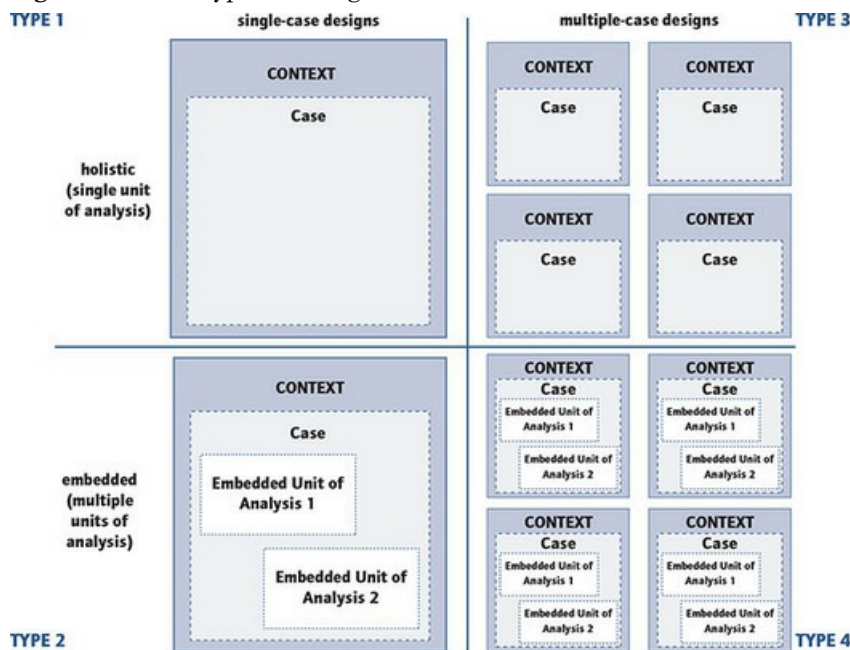 TYPE 1
single-case designs
multiple-case designs
TYPE 3
holistic
(single unit
of analysis)
CONTEXT
Case
CONTEXT
Case
CONTEXT
Case
CONTEXT
Case
CONTEXT
Case
embedded
(multiple
units of
analysis)
CONTEXT
Case
Embedded Unit of
Analysis 1
Embedded Unit of
Analysis 2
CONTEXT
Case
Embedded Unit of
Analysis 1
Embedded Unit of
Analysis 2
CONTEXT
Case
Embedded Unit of
Analysis 1
Embedded Unit of
Analysis 2
CONTEXT
Case
Embedded Unit of
Analysis 1
Embedded Unit of
Analysis 2
CONTEXT
Case
Embedded Unit of
Analysis 1
Embedded Unit of
Analysis 2
TYPE 2
TYPE 4